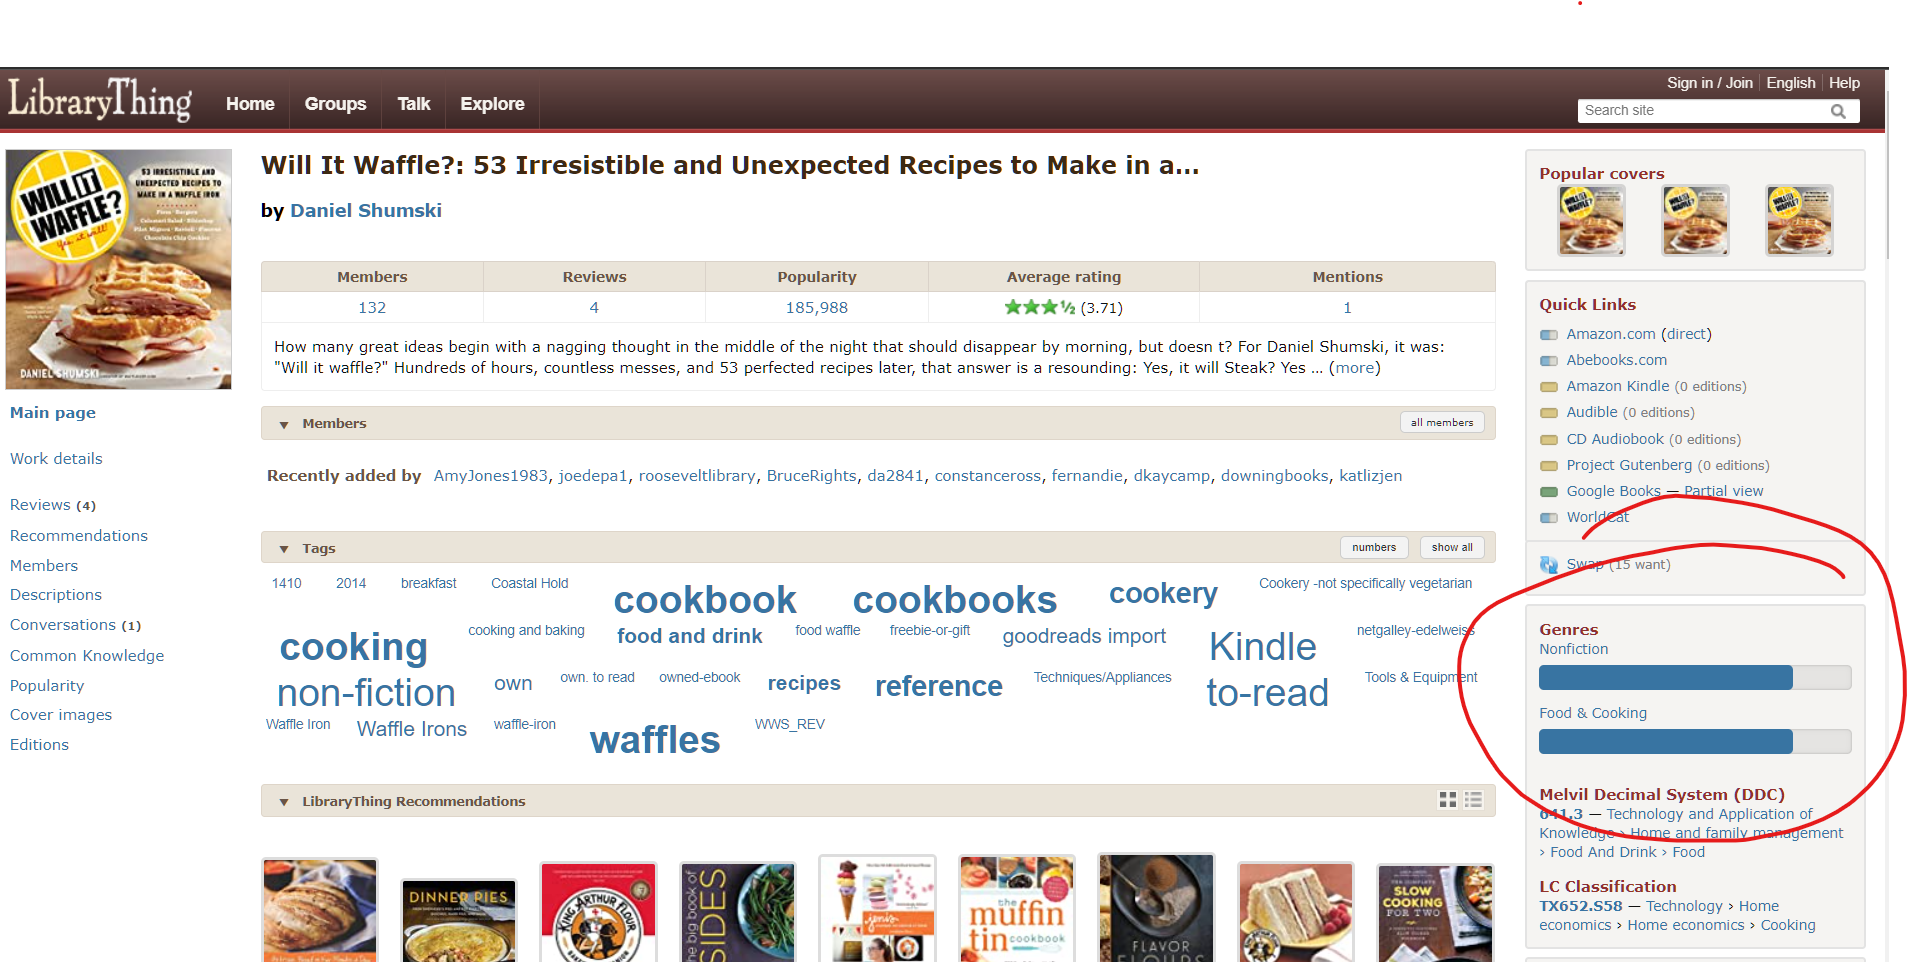 Sign in / Join English Help
LibraryThing Home Groups Talk Explore
Search site
WILL IT WAFFLE?
Yes, it will!
53 IRRESISTIBLE AND
UNEXPECTED RECIPES TO
MAKE IN A WAFFLE IRON
DANIEL SHUMSKI
Main page
Work details
Reviews (4)
Recommendations
Members
Descriptions
Conversations (1)
Common Knowledge
Popularity
Cover images
Editions
Will It Waffle?: 53 Irresistible and Unexpected Recipes to Make in a...
by Daniel Shumski
Members Reviews Popularity Average rating Mentions
132 4 185,988 ★★★½ (3.71) 1
How many great ideas begin with a nagging thought in the middle of the night that should disappear by morning, but doesn t? For Daniel Shumski, it was:
"Will it waffle?" Hundreds of hours, countless messes, and 53 perfected recipes later, that answer is a resounding: Yes, it will Steak? Yes ... (more)
▼ Members all members
Recently added by AmyJones1983, joedepa1, rooseveltlibrary, BruceRights, da2841, constanceross, fernandie, dkaycamp, downingbooks, katlizjen
▼ Tags numbers show all
1410 2014 breakfast Coastal Hold cookbook cookbooks cookery Cookery -not specifically vegetarian
cooking cooking and baking food and drink food waffle freebie-or-gift goodreads import Kindle netgalley-edelweiss
non-fiction own own. to read owned-ebook recipes reference Techniques/Appliances to-read Tools & Equipment
Waffle Iron Waffle Irons waffle-iron waffles WWS_REV
▼ LibraryThing Recommendations
DINNER PIES
KING ARTHUR FLOUR
the big book of
SIDES
jeni's
the
muffin
tin
cookbook
FLAVOR
FLOURS
SLOW
COOKING
FOR TWO
Popular covers
WILL IT WAFFLE?
WILL IT WAFFLE?
WILL IT WAFFLE?
Quick Links
Amazon.com (direct)
Abebooks.com
Amazon Kindle (0 editions)
Audible (0 editions)
CD Audiobook (0 editions)
Project Gutenberg (0 editions)
Google Books — Partial view
WorldCat
Swap (15 want)
Genres
Nonfiction
Food & Cooking
Melvil Decimal System (DDC)
641.3 — Technology and Application of
Knowledge › Home and family management
› Food And Drink › Food
LC Classification
TX652.S58 — Technology › Home
economics › Home economics › Cooking